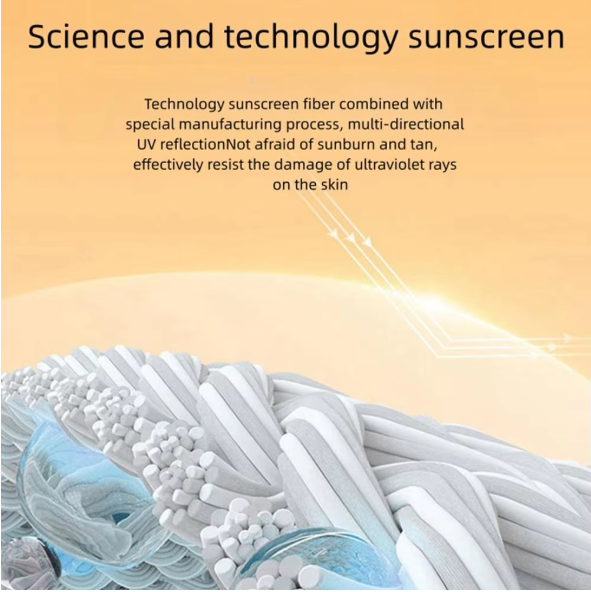 Science and technology sunscreen
Technology sunscreen fiber combined with
special manufacturing process, multi-directional
UV reflectionNot afraid of sunburn and tan,
effectively resist the damage of ultraviolet rays
on the skin